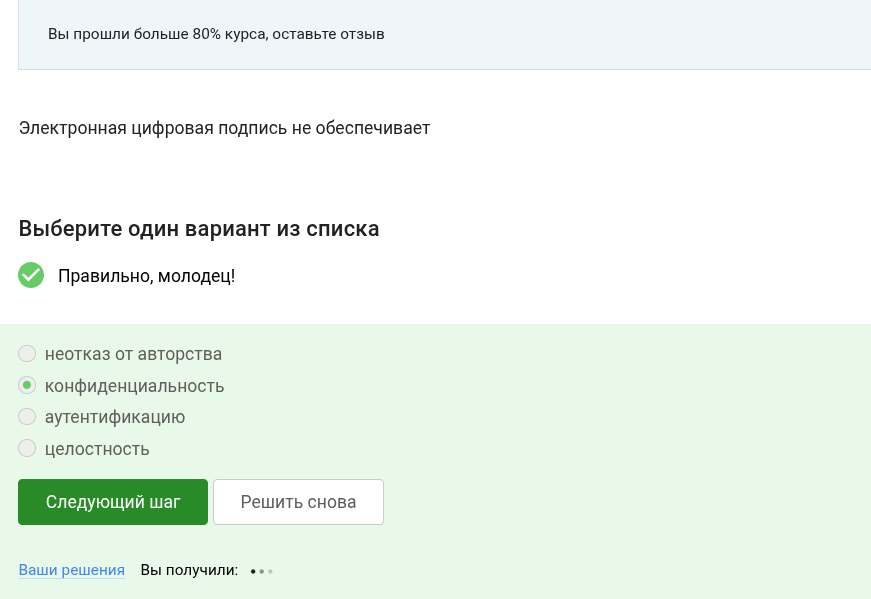 Вы прошли больше 80% курса, оставьте отзыв
Электронная цифровая подпись не обеспечивает
Выберите один вариант из списка
Правильно, молодец!
неотказ от авторства
конфиденциальность
аутентификацию
целостность
Следующий шаг
Решить снова
Ваши решения
Вы получили: